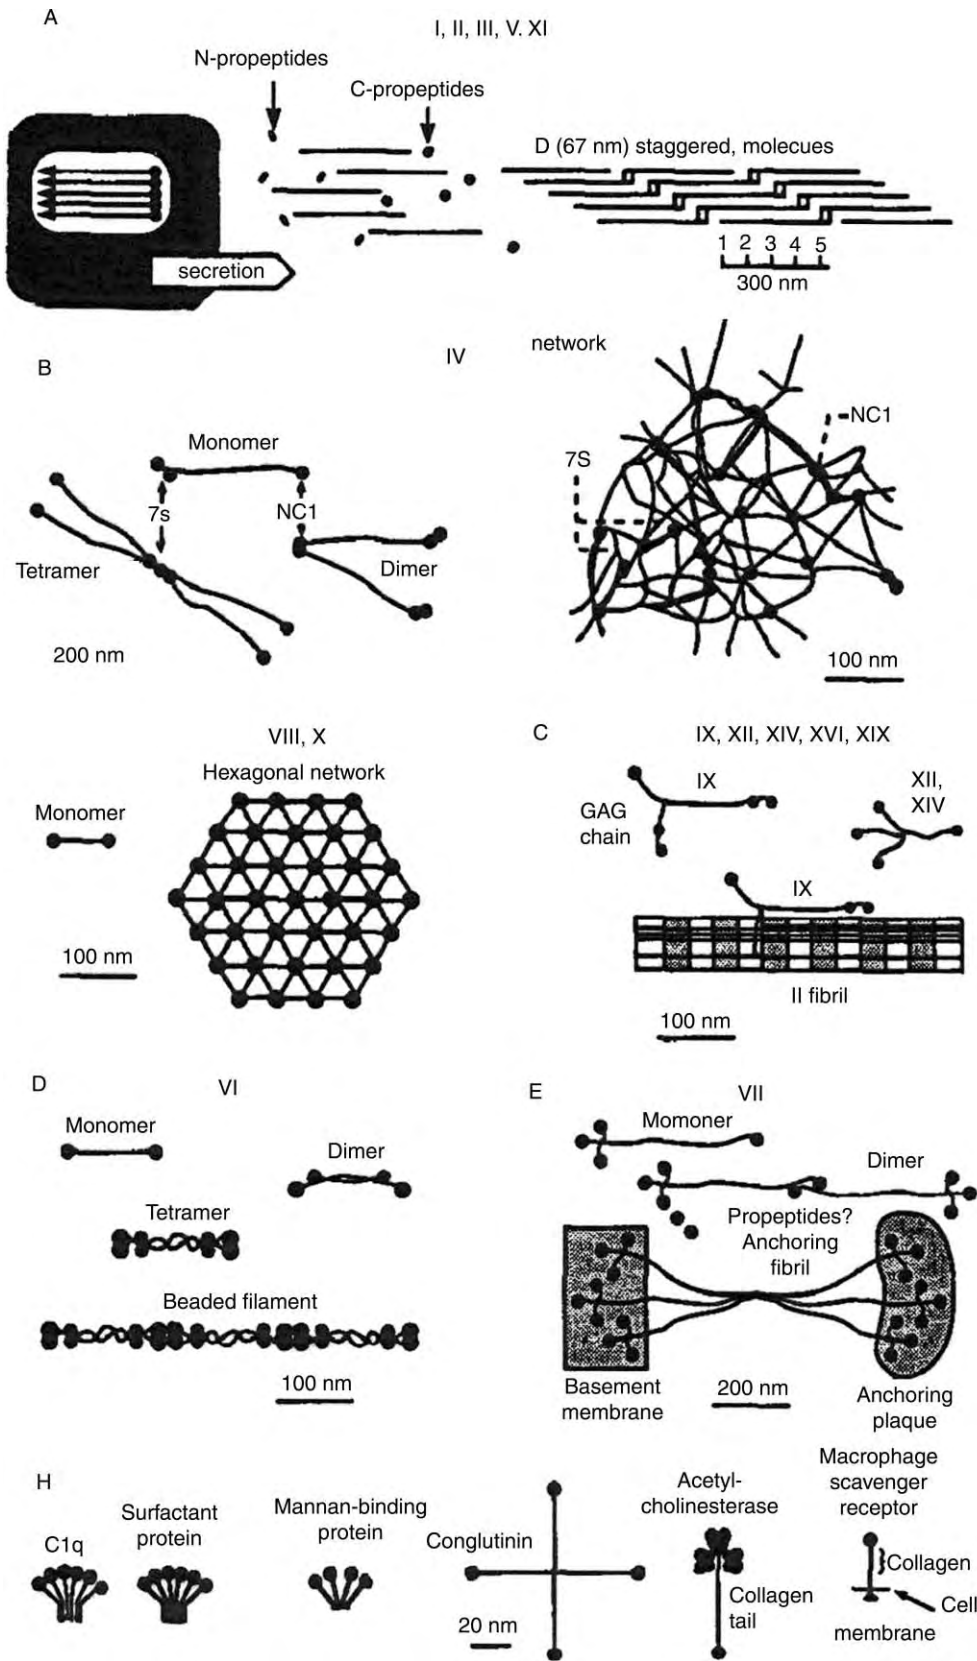 A
I, II, III, V. XI
N-propeptides
C-propeptides
D (67 nm) staggered, molecues
secretion
1 2 3 4 5
300 nm
B
IV
network
Monomer
NC1
7S
7s
NC1
Tetramer
Dimer
200 nm
100 nm
VIII, X
Hexagonal network
Monomer
100 nm
C
IX, XII, XIV, XVI, XIX
IX
XII,
XIV
GAG
chain
IX
II fibril
100 nm
D
VI
Monomer
Dimer
Tetramer
Beaded filament
100 nm
E
VII
Momoner
Dimer
Propeptides?
Anchoring
fibril
Basement
membrane
200 nm
Anchoring
plaque
H
C1q
Surfactant
protein
Mannan-binding
protein
Conglutinin
20 nm
Acetyl-
cholinesterase
Collagen
tail
Macrophage
scavenger
receptor
Collagen
Cell
membrane